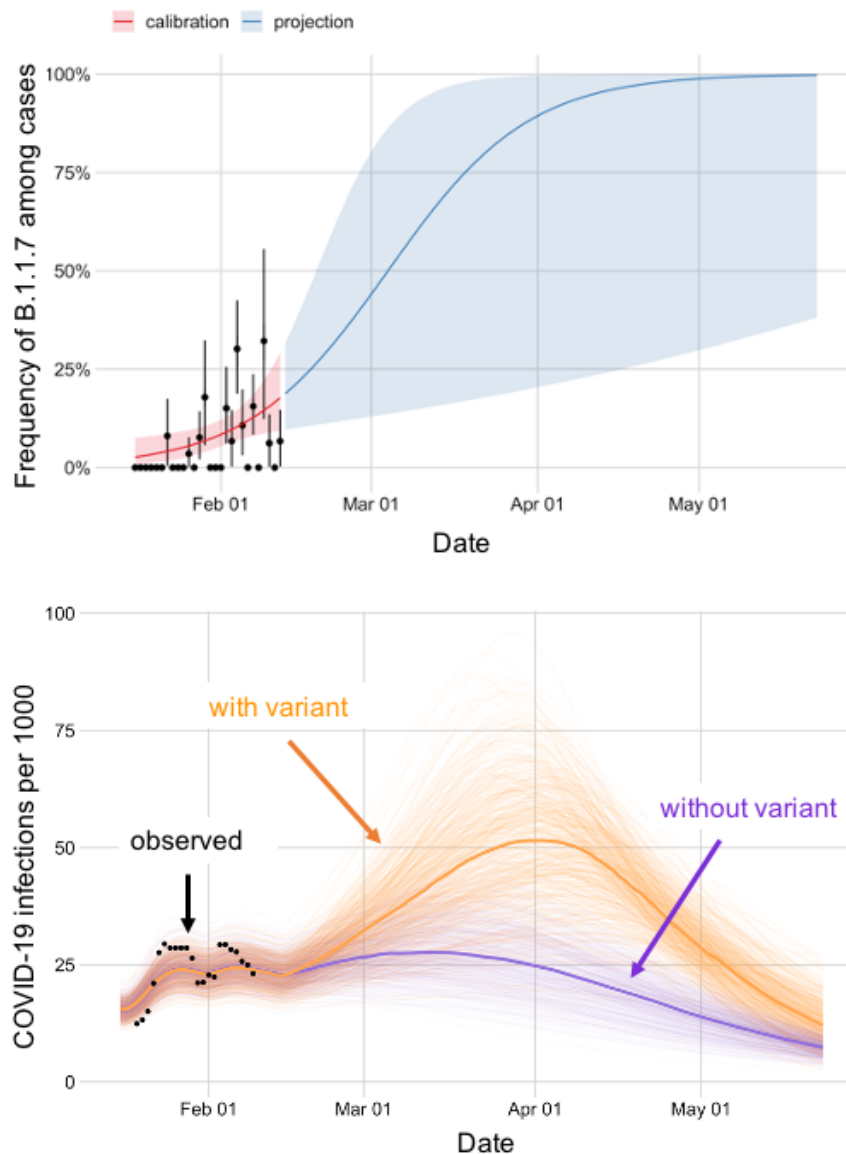 calibration projection
Frequency of B.1.1.7 among cases
100%
75%
50%
25%
0%
Feb 01 Mar 01 Apr 01 May 01
Date
COVID-19 infections per 1000
100
75
50
25
0
with variant
without variant
observed
Feb 01 Mar 01 Apr 01 May 01
Date